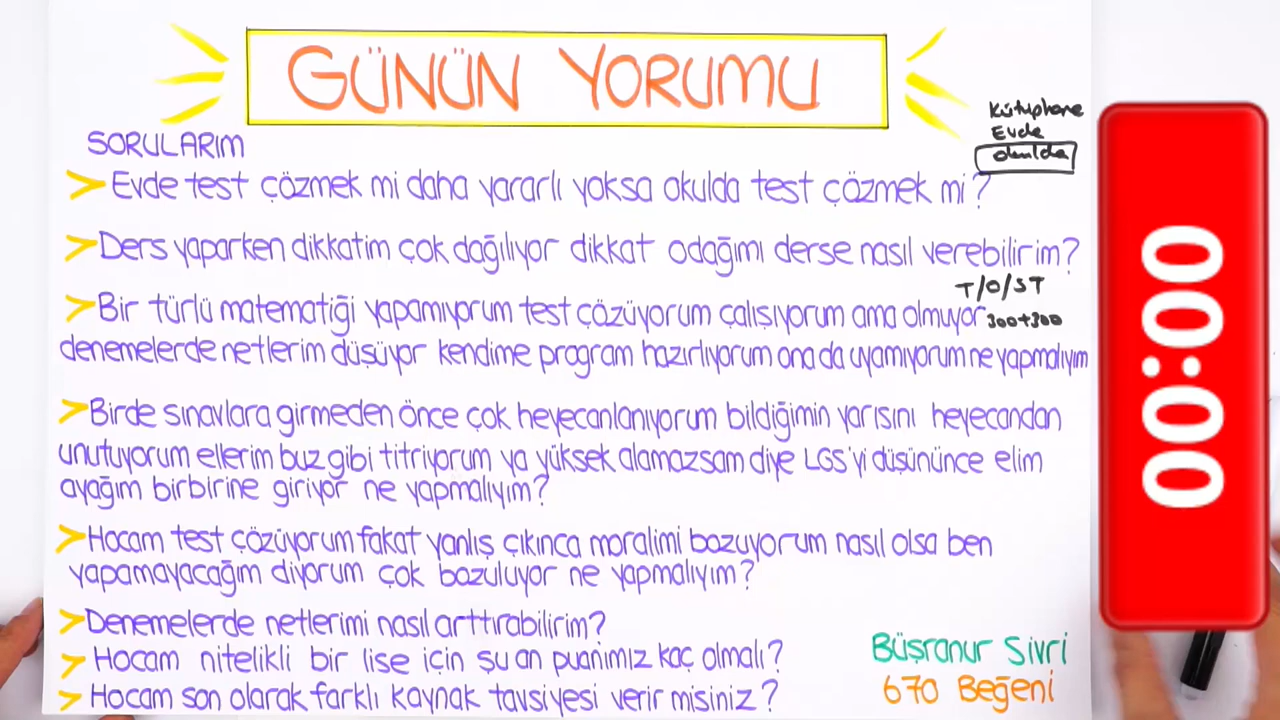 GÜNÜN YORUMU
Kütüphane
Evde
okulda
SORULARIM
Evde test çözmek mi daha yararlı yoksa okulda test çözmek mi?
Ders yaparken dikkatim çok dağılıyor dikkat odağımı derse nasıl verebilirim?
T/O/ST
Bir türlü matematiği yapamıyorum test çözüyorum çalışıyorum ama olmuyor
300+300
denemelerde netlerim düşüyor kendime program hazırlıyorum ona da uyamıyorum ne yapmalıyım
Birde sınavlara girmeden önce çok heyecanlanıyorum bildiğimin yarısını heyecandan
unutuyorum ellerim buz gibi titriyorum ya yüksek alamazsam diye LGS'yi düşününce elim
ayağım birbirine giriyor ne yapmalıyım?
Hocam test çözüyorum fakat yanlış çıkınca moralimi bozuyorum nasıl olsa ben
yapamayacağım diyorum çok bozuluyor ne yapmalıyım?
Denemelerde netlerimi nasıl arttırabilirim?
Hocam nitelikli bir lise için şu an puanımız kaç olmalı?
Hocam son olarak farklı kaynak tavsiyesi verir misiniz?
Büşranur Sivri
670 Beğeni
00:00